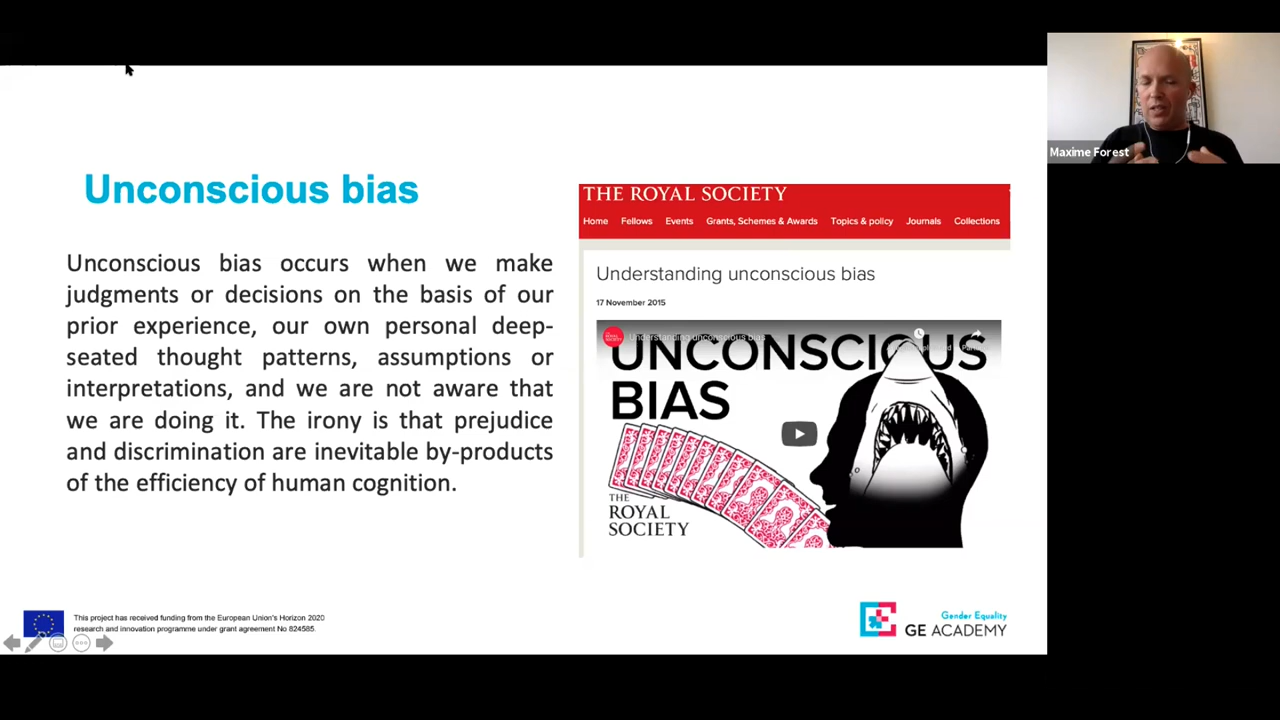 Maxime Forest
Unconscious bias
Unconscious bias occurs when we make
judgments or decisions on the basis of our
prior experience, our own personal deep-
seated thought patterns, assumptions or
interpretations, and we are not aware that
we are doing it. The irony is that prejudice
and discrimination are inevitable by-products
of the efficiency of human cognition.
THE ROYAL SOCIETY
Home Fellows Events Grants, Schemes & Awards Topics & policy Journals Collections
Understanding unconscious bias
17 November 2015
Understanding unconscious bias
UNCONSCIOUS
BIAS
THE
ROYAL
SOCIETY
This project has received funding from the European Union's Horizon 2020
research and innovation programme under grant agreement No 824585.
Gender Equality
GE ACADEMY